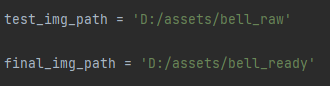 test_img_path = 'D:/assets/bell_raw'
final_img_path = 'D:/assets/bell_ready'